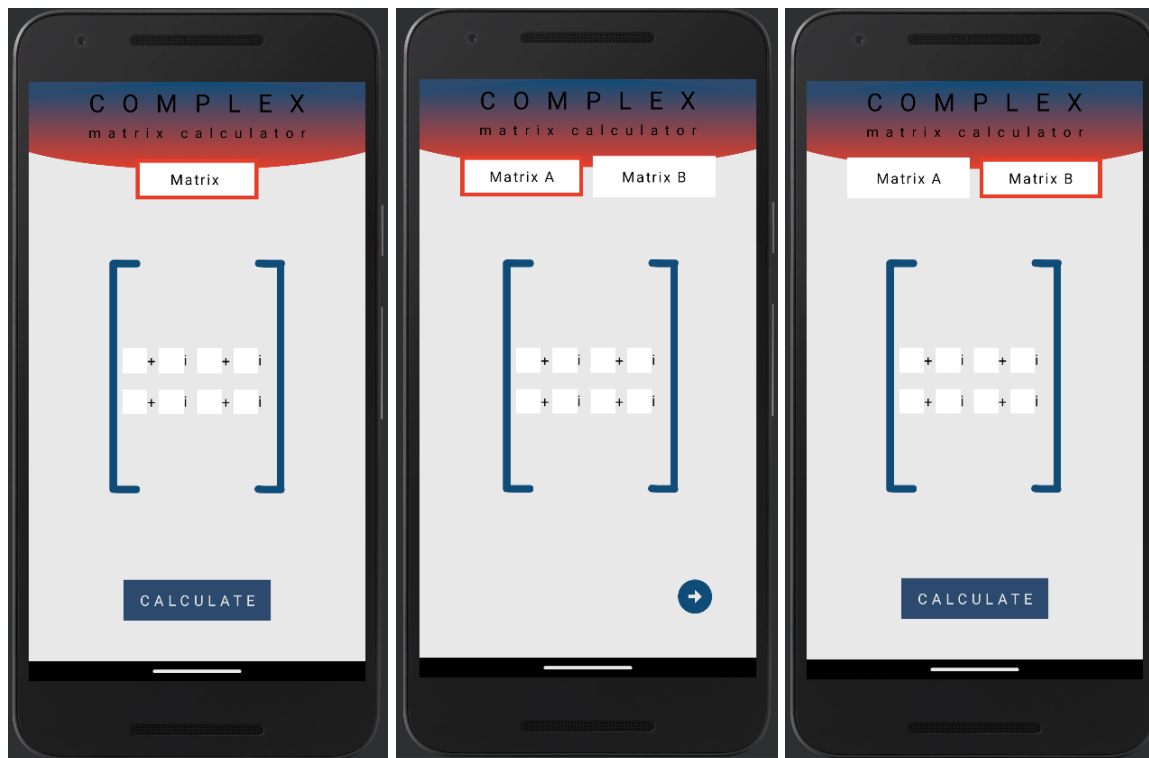 COMPLEX
matrix calculator
Matrix
+ i + i
+ i + i
CALCULATE
COMPLEX
matrix calculator
Matrix A Matrix B
+ i + i
+ i + i
COMPLEX
matrix calculator
Matrix A Matrix B
+ i + i
+ i + i
CALCULATE